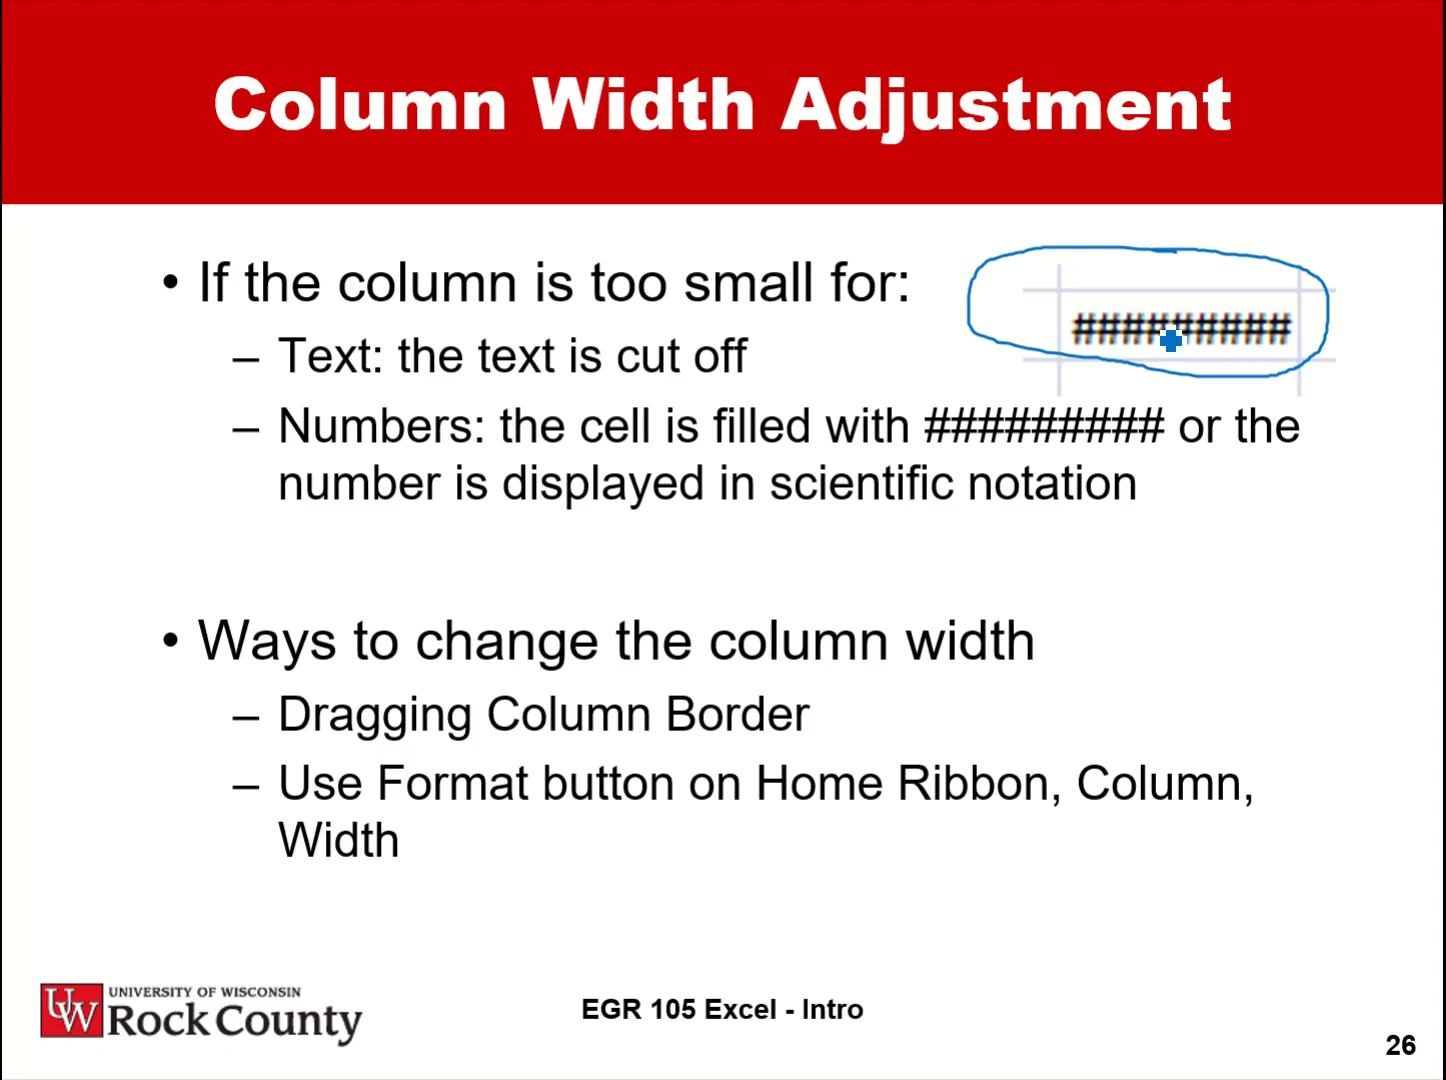 Column Width Adjustment
• If the column is too small for:
#########
– Text: the text is cut off
– Numbers: the cell is filled with ######### or the
number is displayed in scientific notation
• Ways to change the column width
– Dragging Column Border
– Use Format button on Home Ribbon, Column,
Width
UW
UNIVERSITY OF WISCONSIN
Rock County
EGR 105 Excel - Intro
26